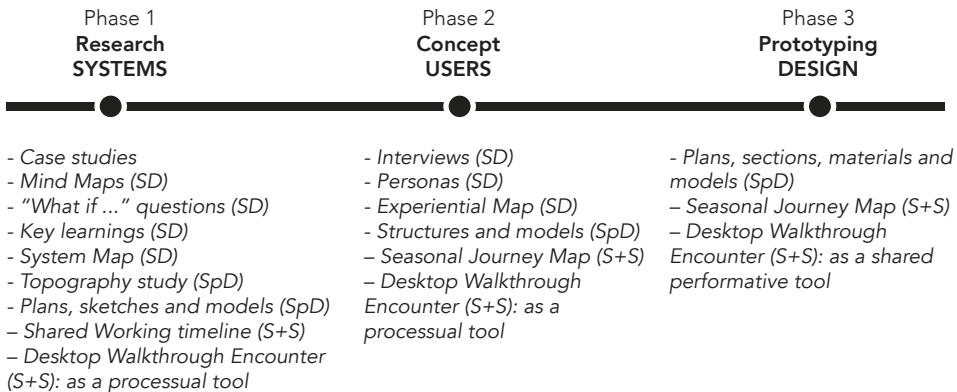 Phase 1
Research
SYSTEMS
- Case studies
- Mind Maps (SD)
- “What if ...” questions (SD)
- Key learnings (SD)
- System Map (SD)
- Topography study (SpD)
- Plans, sketches and models (SpD)
– Shared Working timeline (S+S)
– Desktop Walkthrough Encounter
(S+S): as a processual tool
Phase 2
Concept
USERS
- Interviews (SD)
- Personas (SD)
- Experiential Map (SD)
- Structures and models (SpD)
– Seasonal Journey Map (S+S)
– Desktop Walkthrough
Encounter (S+S): as a
processual tool
Phase 3
Prototyping
DESIGN
- Plans, sections, materials and
models (SpD)
– Seasonal Journey Map (S+S)
– Desktop Walkthrough
Encounter (S+S): as a shared
performative tool